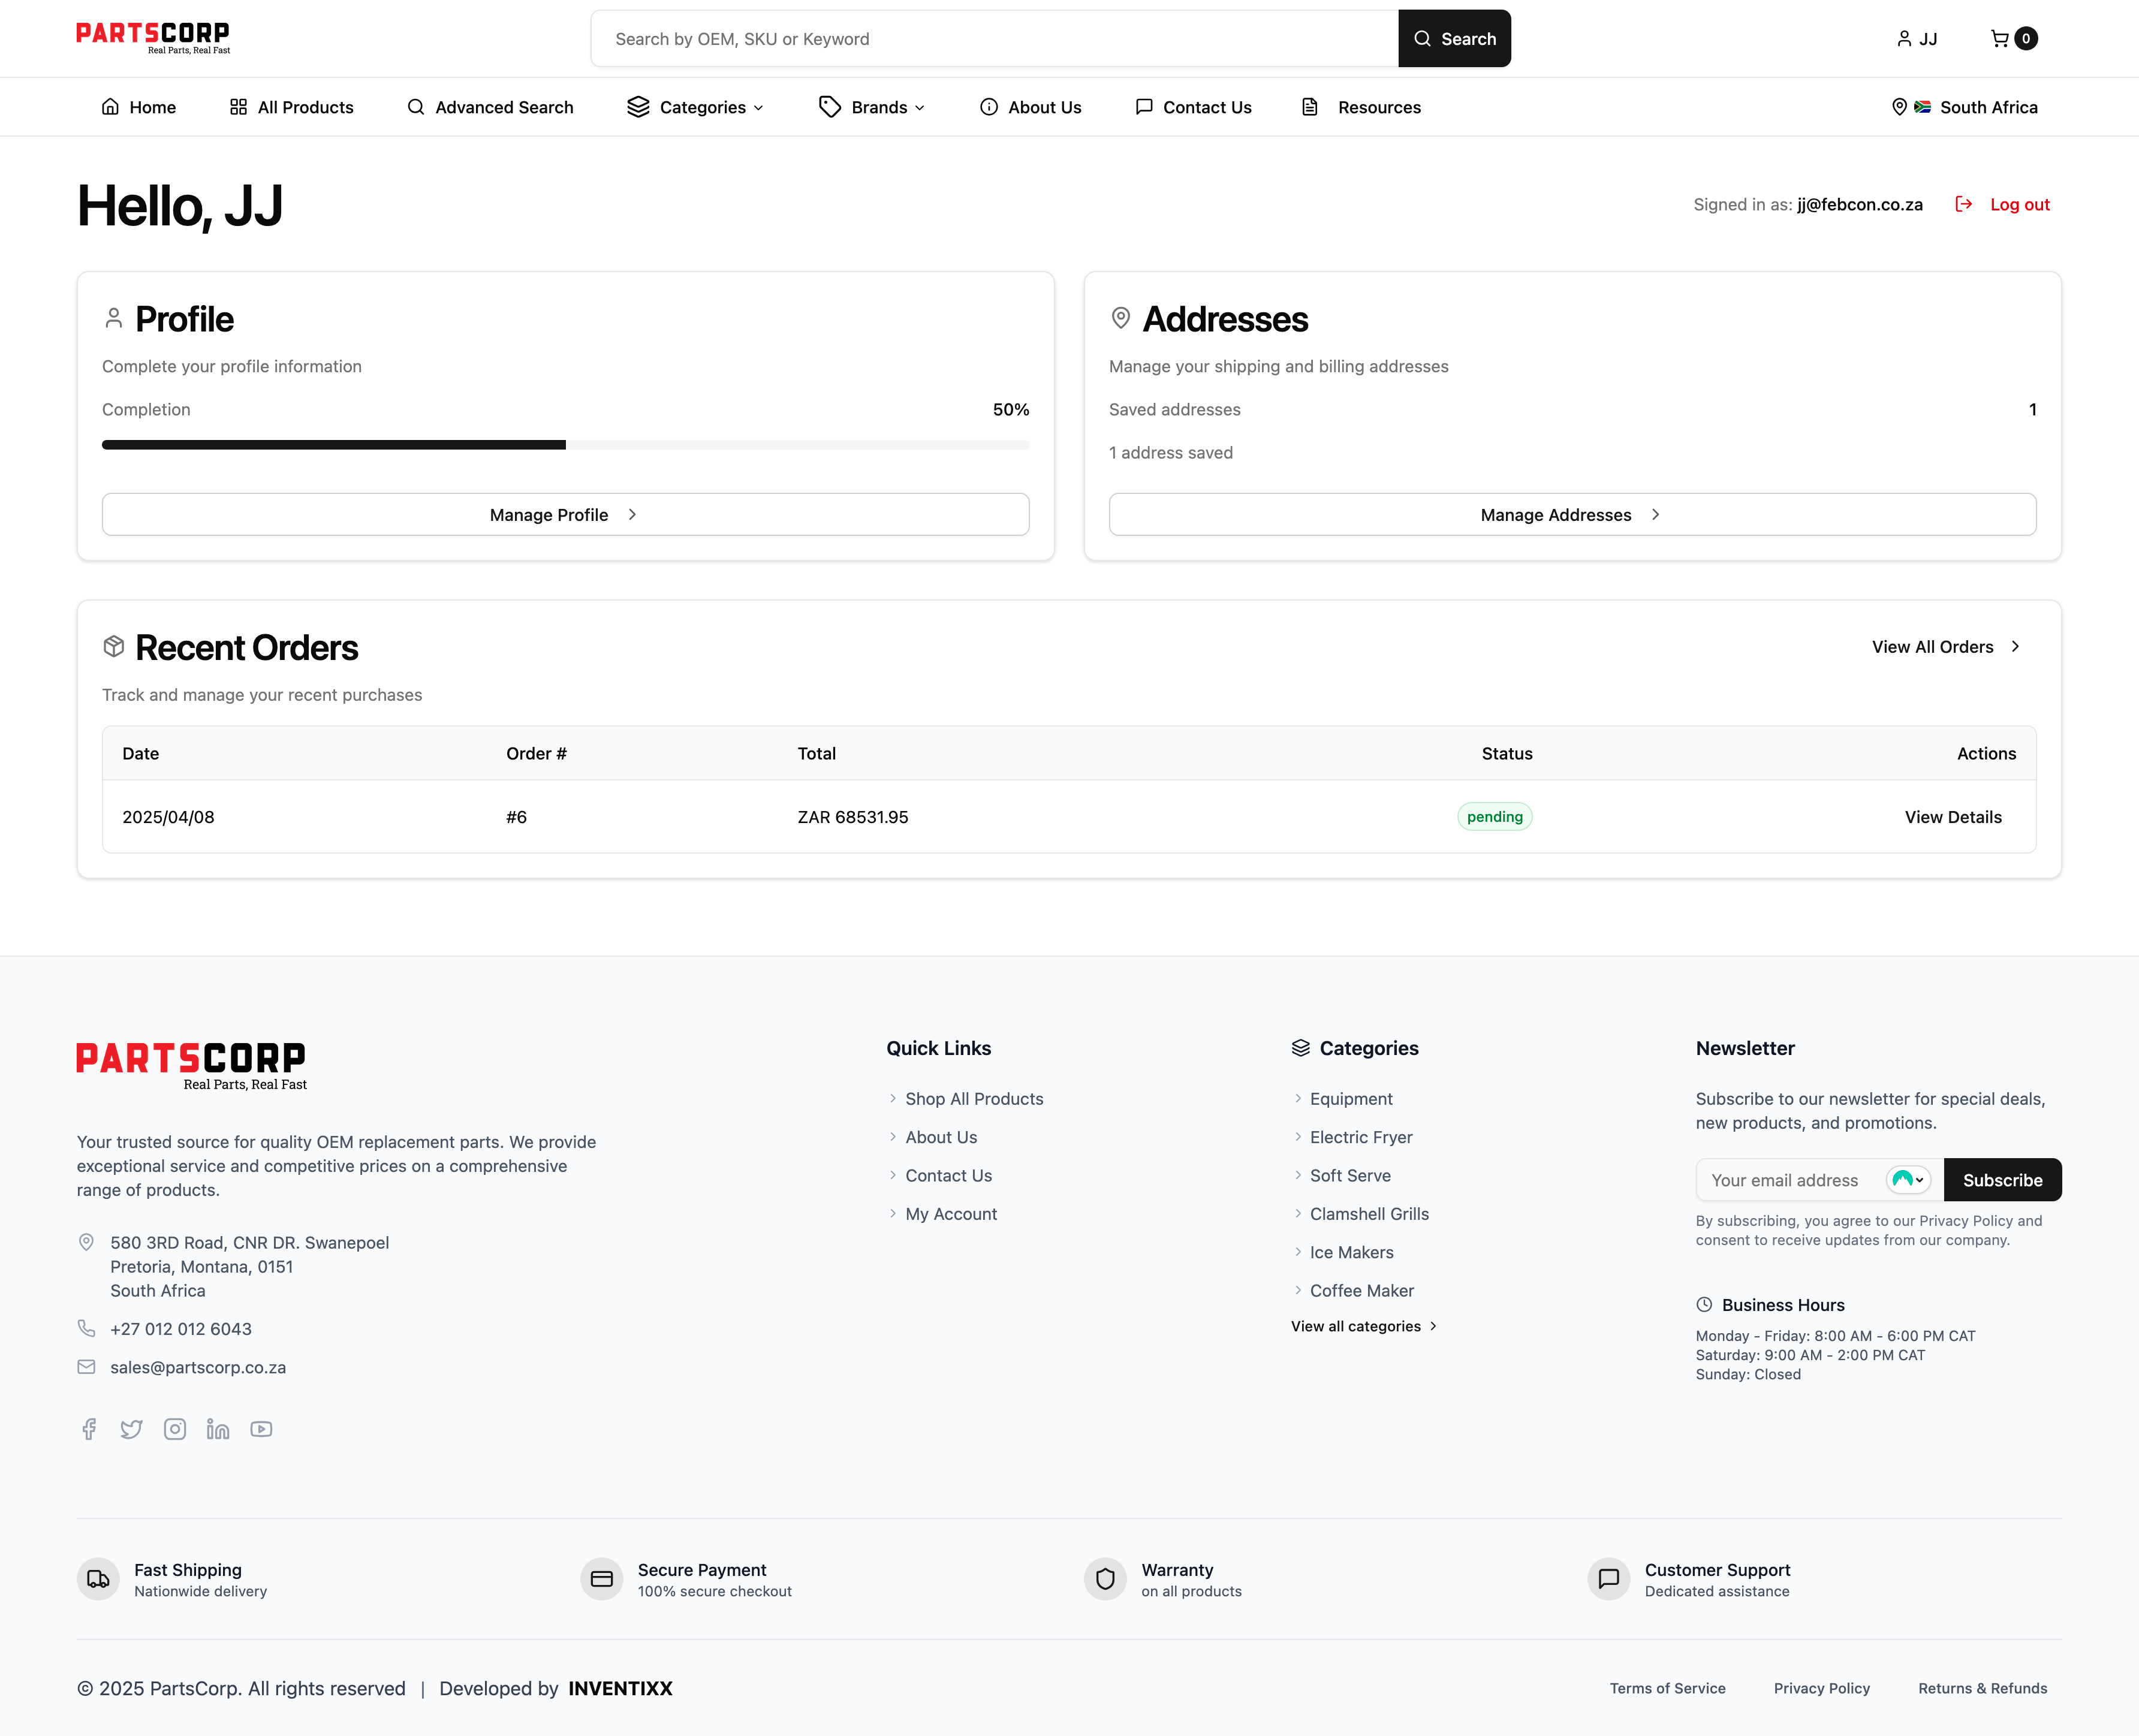 PARTSCORP
Real Parts, Real Fast
Search by OEM, SKU or Keyword
Search
JJ
0
Home
All Products
Advanced Search
Categories
Brands
About Us
Contact Us
Resources
South Africa
Hello, JJ
Signed in as: jj@febcon.co.za
Log out
Profile
Complete your profile information
Completion
50%
Manage Profile
Addresses
Manage your shipping and billing addresses
Saved addresses
1
1 address saved
Manage Addresses
Recent Orders
View All Orders
Track and manage your recent purchases
Date Order # Total Status Actions
2025/04/08 #6 ZAR 68531.95 pending View Details
PARTSCORP
Real Parts, Real Fast
Your trusted source for quality OEM replacement parts. We provide
exceptional service and competitive prices on a comprehensive
range of products.
580 3RD Road, CNR DR. Swanepoel
Pretoria, Montana, 0151
South Africa
+27 012 012 6043
sales@partscorp.co.za
Quick Links
Shop All Products
About Us
Contact Us
My Account
Categories
Equipment
Electric Fryer
Soft Serve
Clamshell Grills
Ice Makers
Coffee Maker
View all categories
Newsletter
Subscribe to our newsletter for special deals,
new products, and promotions.
Your email address
Subscribe
By subscribing, you agree to our Privacy Policy and
consent to receive updates from our company.
Business Hours
Monday - Friday: 8:00 AM - 6:00 PM CAT
Saturday: 9:00 AM - 2:00 PM CAT
Sunday: Closed
Fast Shipping
Nationwide delivery
Secure Payment
100% secure checkout
Warranty
on all products
Customer Support
Dedicated assistance
© 2025 PartsCorp. All rights reserved | Developed by INVENTIXX
Terms of Service
Privacy Policy
Returns & Refunds